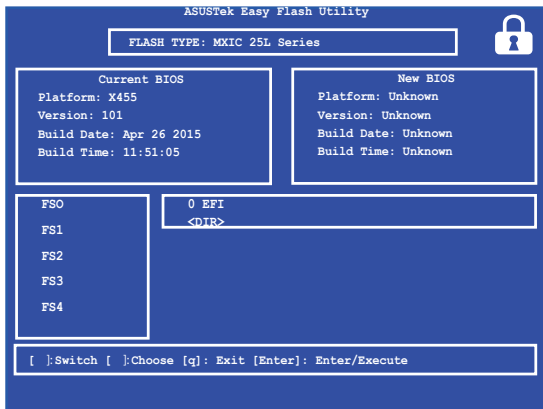 ASUSTek Easy Flash Utility
FLASH TYPE: MXIC 25L Series
Current BIOS
Platform: X455
Version: 101
Build Date: Apr 26 2015
Build Time: 11:51:05
New BIOS
Platform: Unknown
Version: Unknown
Build Date: Unknown
Build Time: Unknown
FSO
FS1
FS2
FS3
FS4
0 EFI
<DIR>
[ ]:Switch [ ]:Choose [q]: Exit [Enter]: Enter/Execute